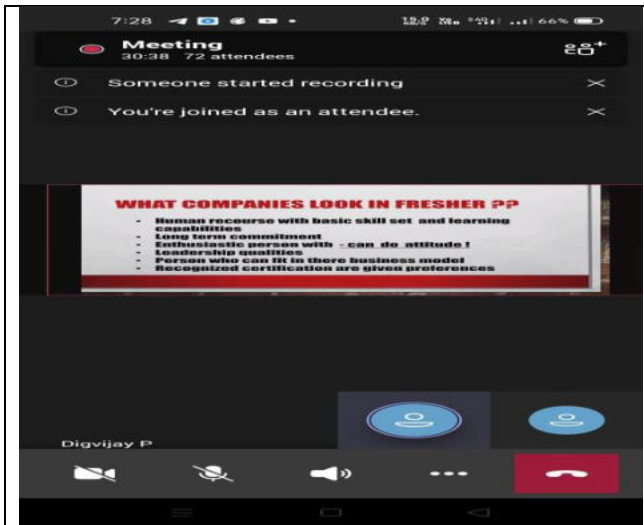 7:28
66%
Meeting
30:38 72 attendees
Someone started recording
You're joined as an attendee.
WHAT COMPANIES LOOK IN FRESHER ??
- Human recourse with basic skill set and learning
capabilities
- Long term commitment
- Enthusiastic person with - can do attitude !
- Leadership qualities
- Person who can fit in there business model
- Recognized certification are given preferences
Digvijay P